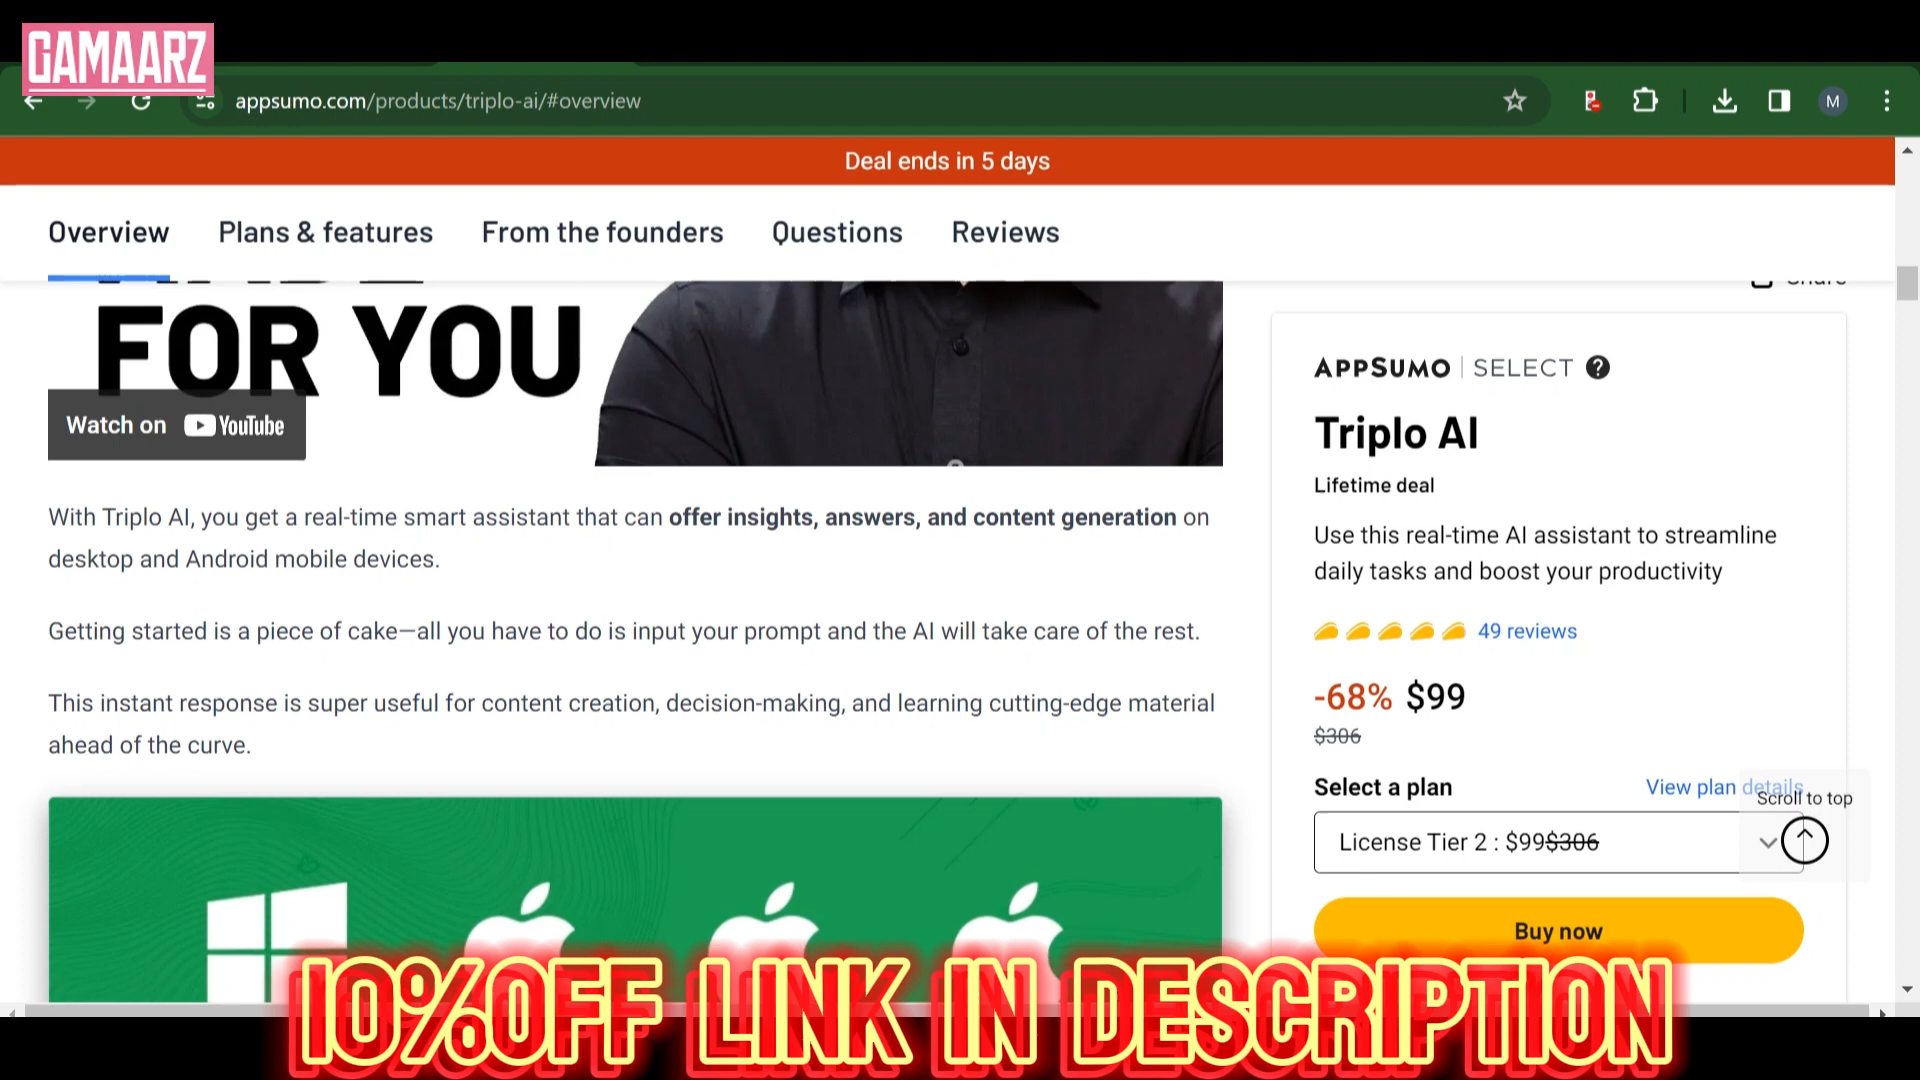 GAMAARZ
appsumo.com/products/triplo-ai/#overview
M
Deal ends in 5 days
Overview
Plans & features
From the founders
Questions
Reviews
Share
FOR YOU
Watch on YouTube
With Triplo AI, you get a real-time smart assistant that can offer insights, answers, and content generation on
desktop and Android mobile devices.
Getting started is a piece of cake—all you have to do is input your prompt and the AI will take care of the rest.
This instant response is super useful for content creation, decision-making, and learning cutting-edge material
ahead of the curve.
APPSUMO | SELECT ?
Triplo AI
Lifetime deal
Use this real-time AI assistant to streamline
daily tasks and boost your productivity
49 reviews
-68% $99
$306
Select a plan
View plan details
Scroll to top
License Tier 2 : $99$306
Buy now
10%OFF LINK IN DESCRIPTION